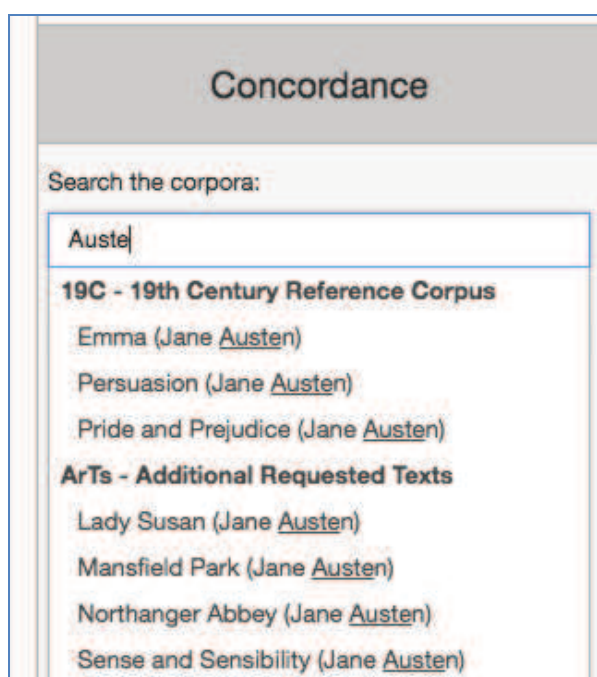 Concordance
Search the corpora:
Auste
19C - 19th Century Reference Corpus
Emma (Jane Austen)
Persuasion (Jane Austen)
Pride and Prejudice (Jane Austen)
ArTs - Additional Requested Texts
Lady Susan (Jane Austen)
Mansfield Park (Jane Austen)
Northanger Abbey (Jane Austen)
Sense and Sensibility (Jane Austen)